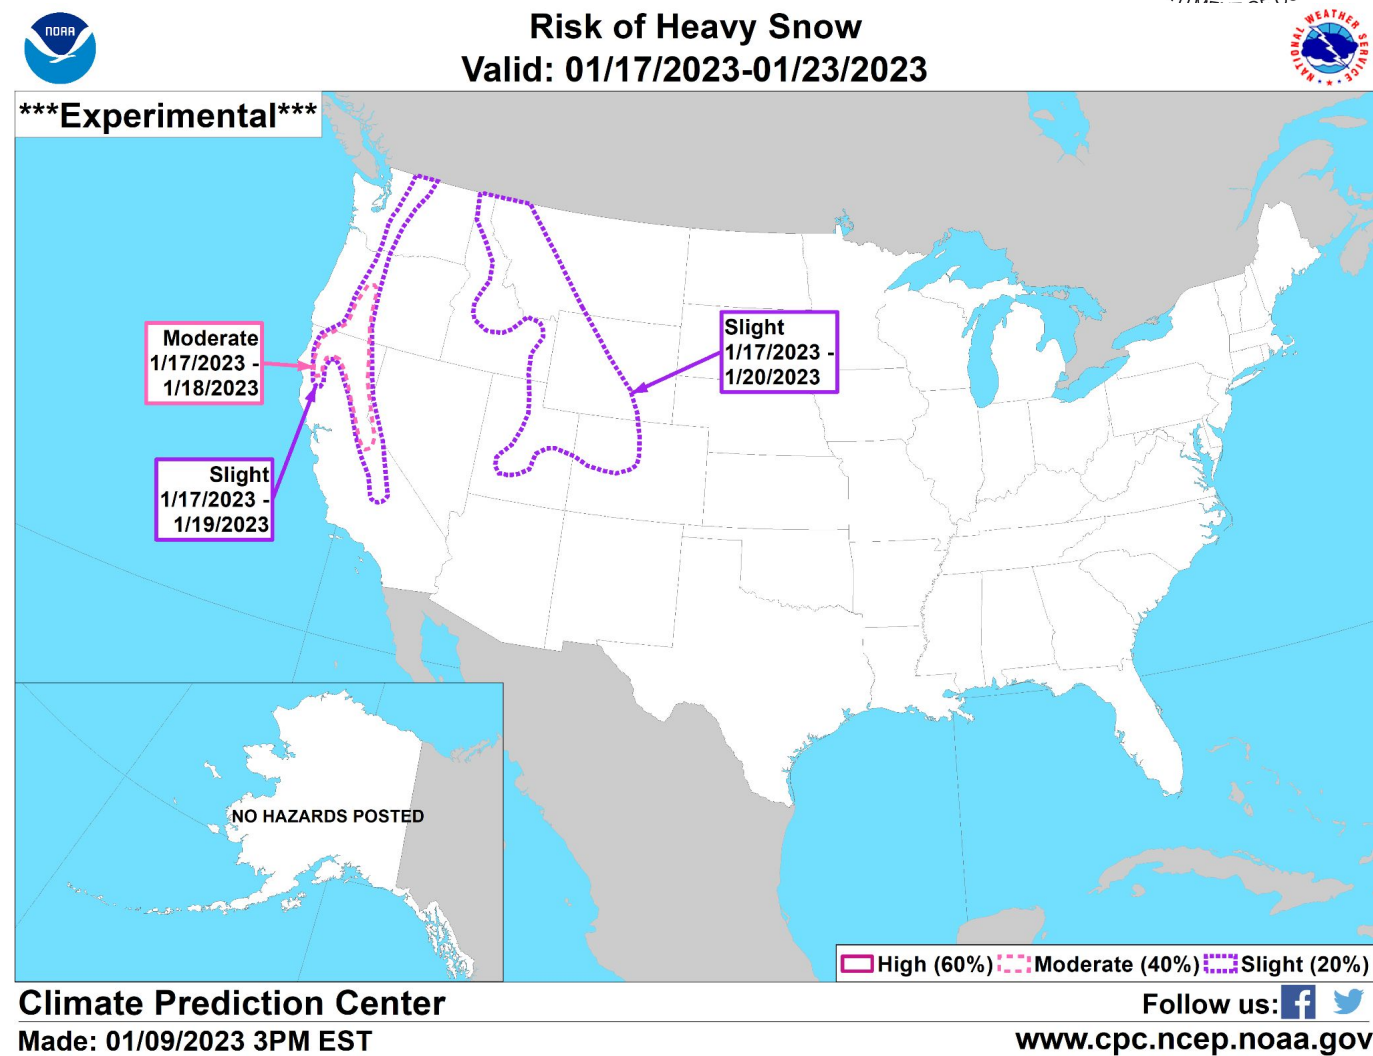 NOAA
Risk of Heavy Snow
Valid: 01/17/2023-01/23/2023
NATIONAL WEATHER SERVICE
***Experimental***
Moderate
1/17/2023 -
1/18/2023
Slight
1/17/2023 -
1/20/2023
Slight
1/17/2023 -
1/19/2023
NO HAZARDS POSTED
High (60%) Moderate (40%) Slight (20%)
Climate Prediction Center
Follow us:
Made: 01/09/2023 3PM EST
www.cpc.ncep.noaa.gov